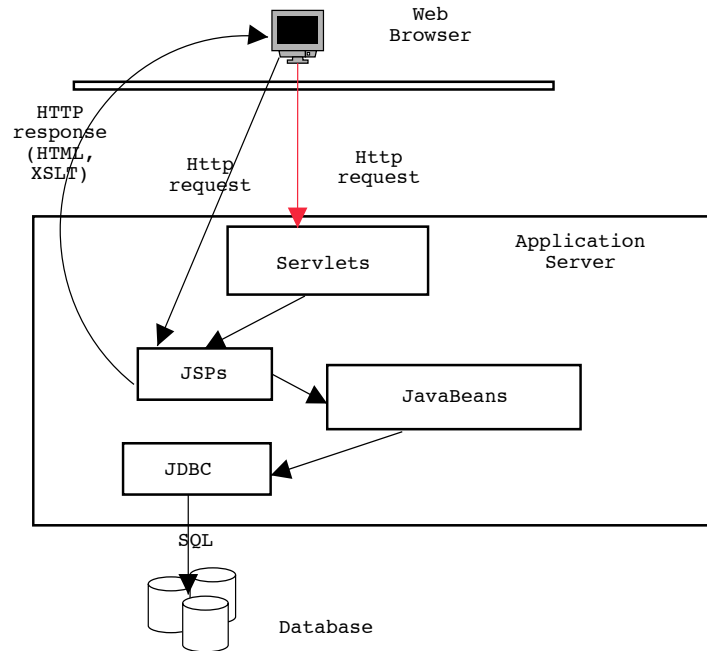 Web
Browser
HTTP
response
(HTML,
XSLT)
Http
request
Http
request
Application
Server
Servlets
JSPs
JavaBeans
JDBC
SQL
Database